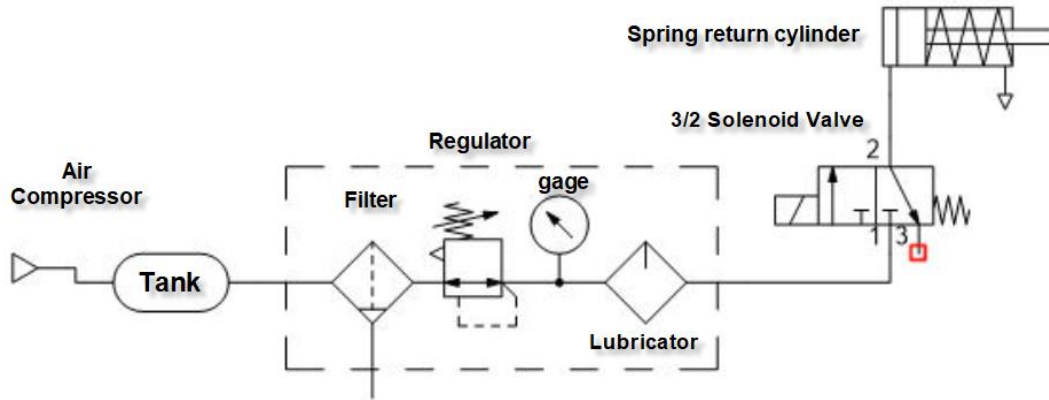 Spring return cylinder
3/2 Solenoid Valve
2
Regulator
Air
Compressor
Filter
gage
1 3
Tank
Lubricator